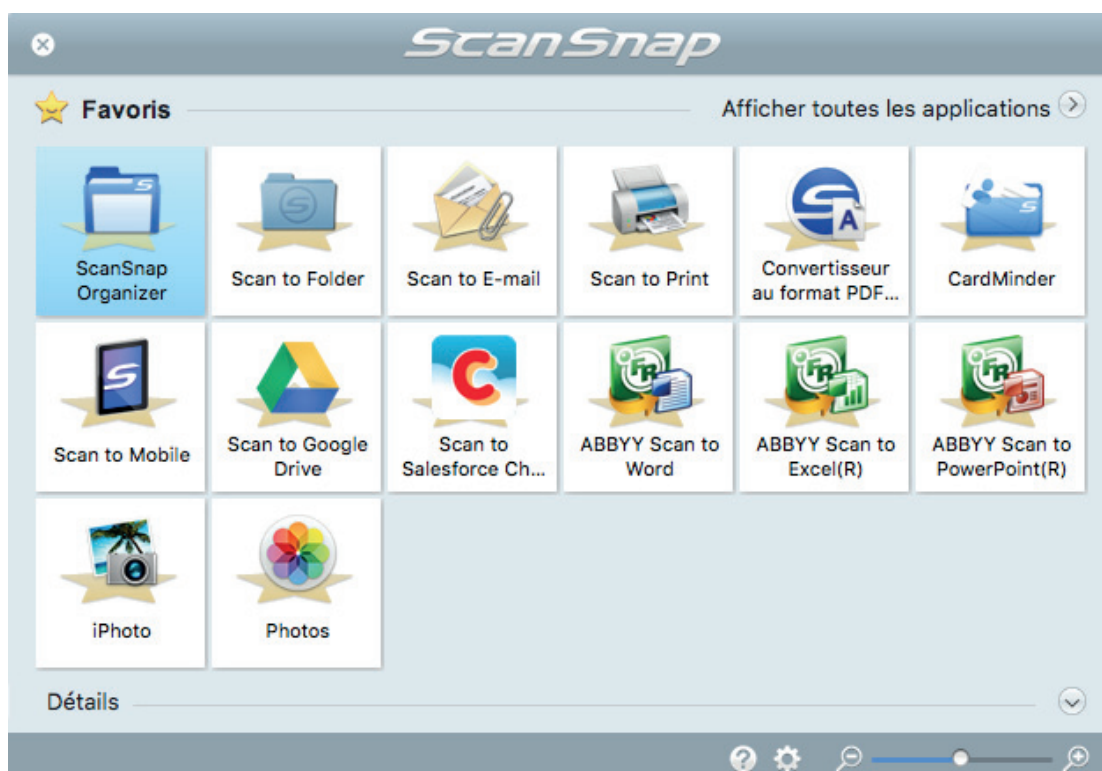 ScanSnap
Favoris
Afficher toutes les applications
ScanSnap
Organizer
Scan to Folder
Scan to E-mail
Scan to Print
Convertisseur
au format PDF...
CardMinder
Scan to Mobile
Scan to Google
Drive
Scan to
Salesforce Ch...
ABBYY Scan to
Word
ABBYY Scan to
Excel(R)
ABBYY Scan to
PowerPoint(R)
iPhoto
Photos
Détails